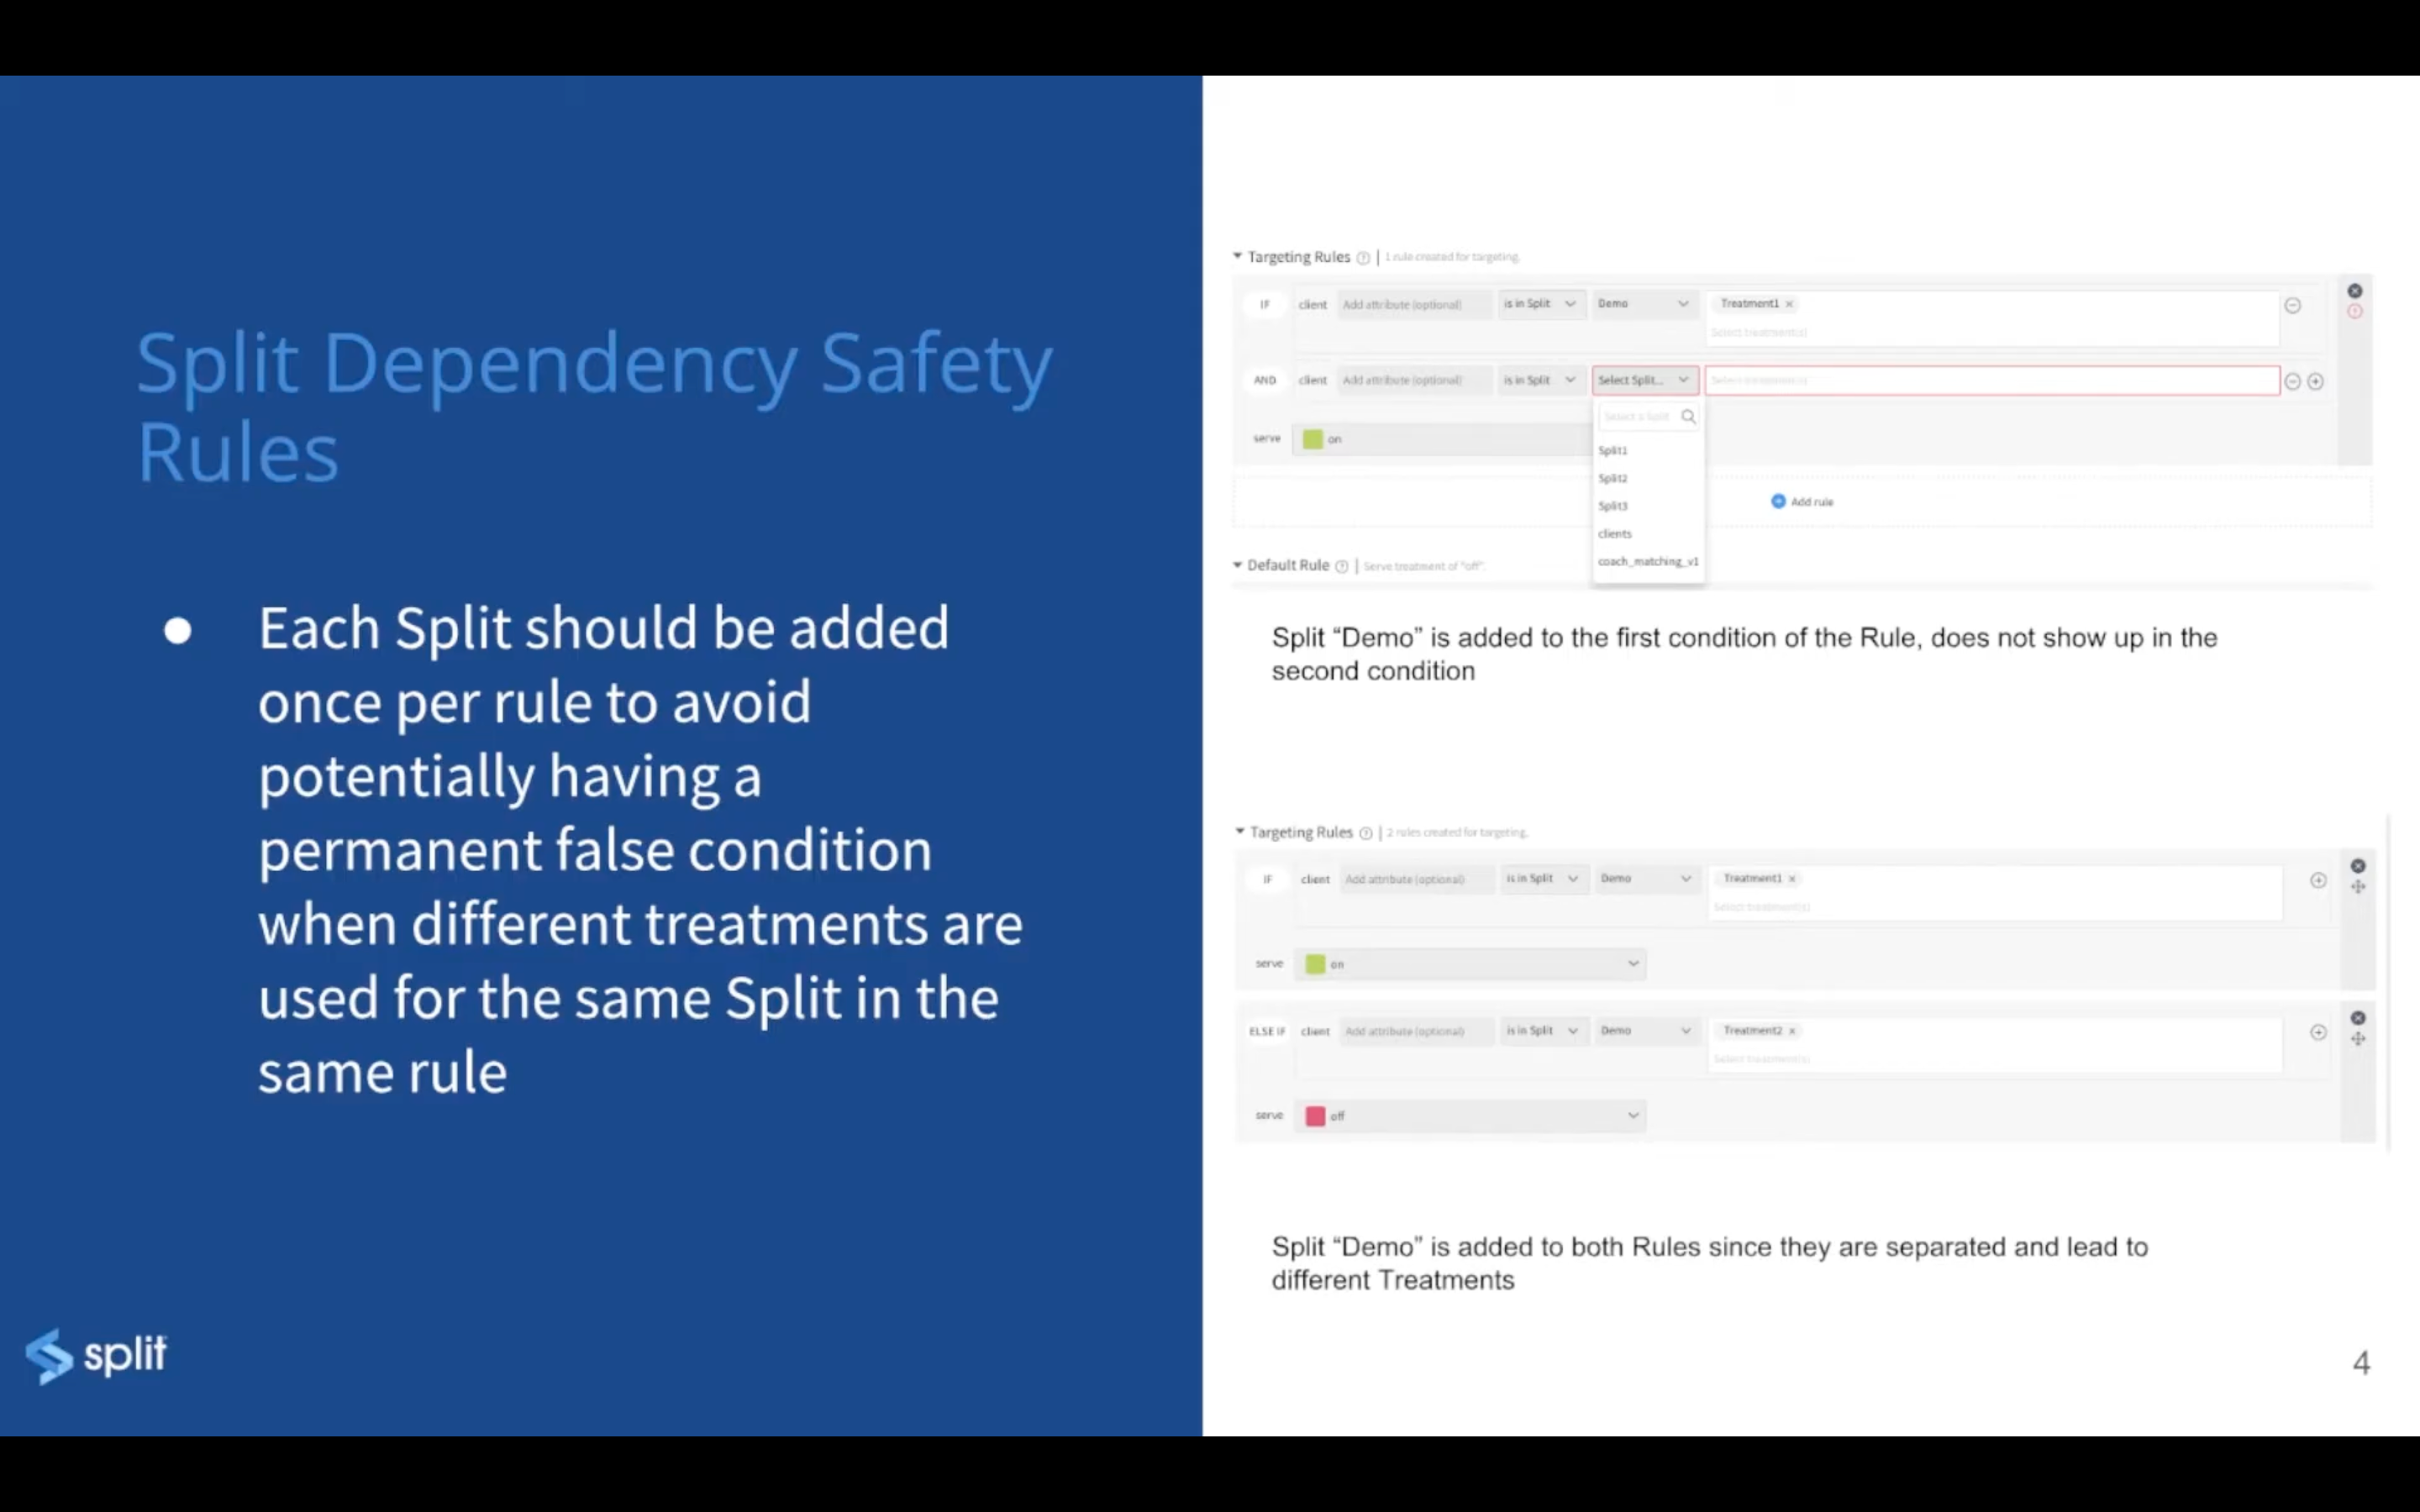 Split Dependency Safety
Rules
● Each Split should be added
once per rule to avoid
potentially having a
permanent false condition
when different treatments are
used for the same Split in the
same rule
split
Targeting Rules | 1 rule created for targeting.
IF client Add attribute (optional) is in Split Demo Treatment1 ×
Select treatment(s)
AND client Add attribute (optional) is in Split Select Split... Select treatment(s)
Select a Split
serve on
Split1
Split2
Split3
Add rule
clients
coach_matching_v1
Default Rule | Serve treatment of "off".
Split “Demo” is added to the first condition of the Rule, does not show up in the
second condition
Targeting Rules | 2 rules created for targeting.
IF client Add attribute (optional) is in Split Demo Treatment1 ×
Select treatment(s)
serve on
ELSE IF client Add attribute (optional) is in Split Demo Treatment2 ×
Select treatment(s)
serve off
Split “Demo” is added to both Rules since they are separated and lead to
different Treatments
4